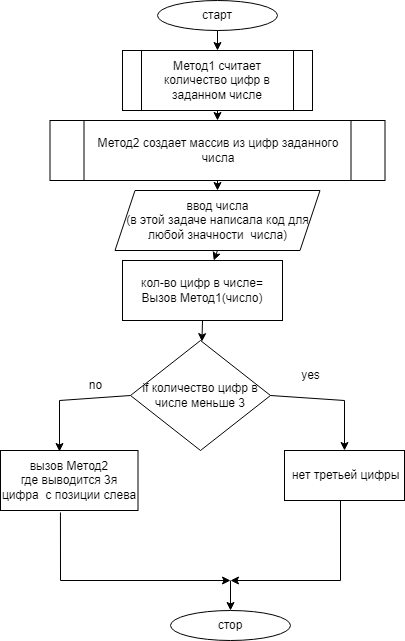 старт
Метод1 считает
количество цифр в
заданном числе
Метод2 создает массив из цифр заданного
числа
ввод числа
(в этой задаче написала код для
любой значности числа)
кол-во цифр в числе=
Вызов Метод1(число)
if количество цифр в
числе меньше 3
no
yes
вызов Метод2
где выводится 3я
цифра с позиции слева
нет третьей цифры
стор